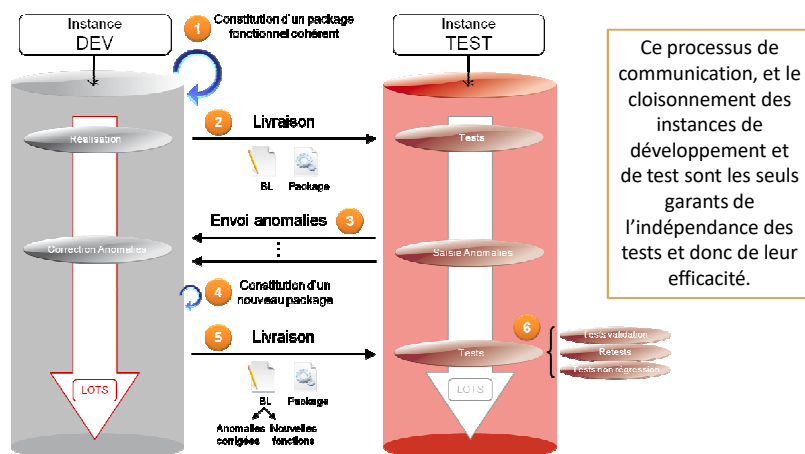 Instance
DEV
1
Constitution d'un package
fonctionnel cohérent
Instance
TEST
Réalisation
2
Livraison
BL
Package
Tests
Envoi anomalies
3
Correction Anomalies
Saisie Anomalies
4
Constitution d'un
nouveau package
5
Livraison
BL
Package
Anomalies
corrigées
Nouvelles
fonctions
Tests
6
Tests validation
Retests
Tests non régression
LOTS
LOTS
Ce processus de
communication, et le
cloisonnement des
instances de
développement et
de test sont les seuls
garants de
l'indépendance des
tests et donc de leur
efficacité.